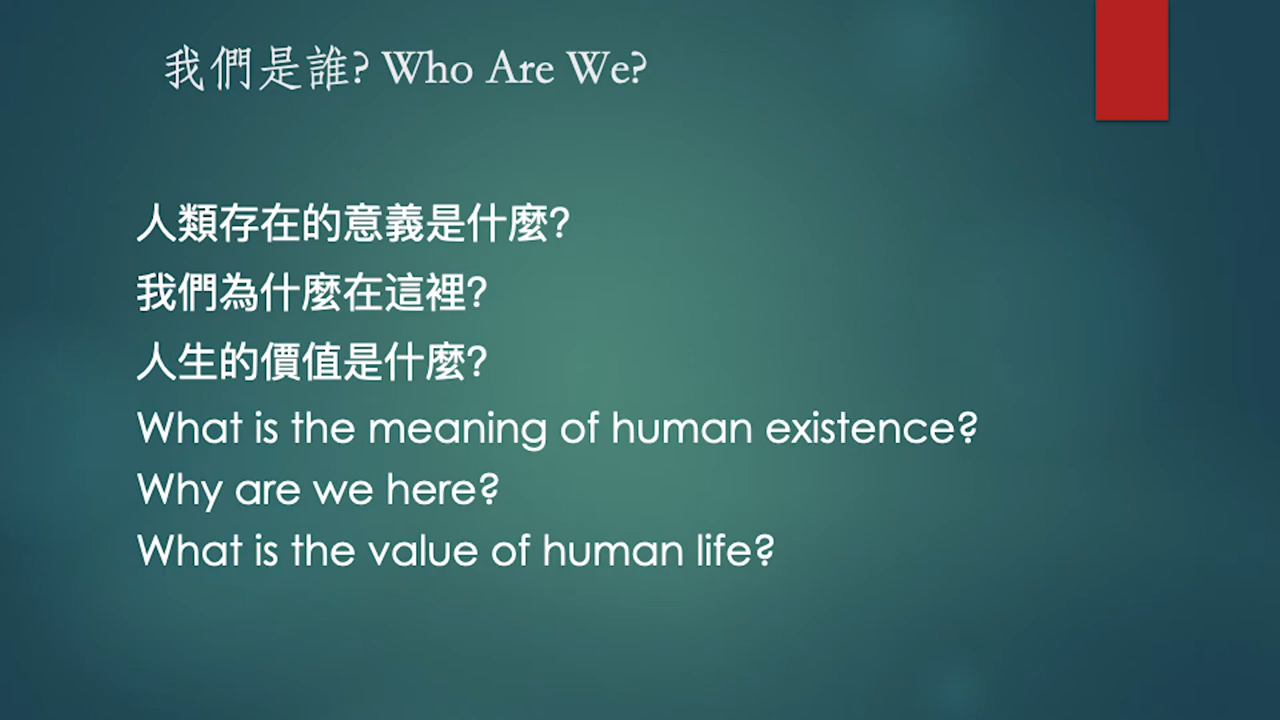 我們是誰? Who Are We?
人類存在的意義是什麼?
我們為什麼在這裡?
人生的價值是什麼?
What is the meaning of human existence?
Why are we here?
What is the value of human life?